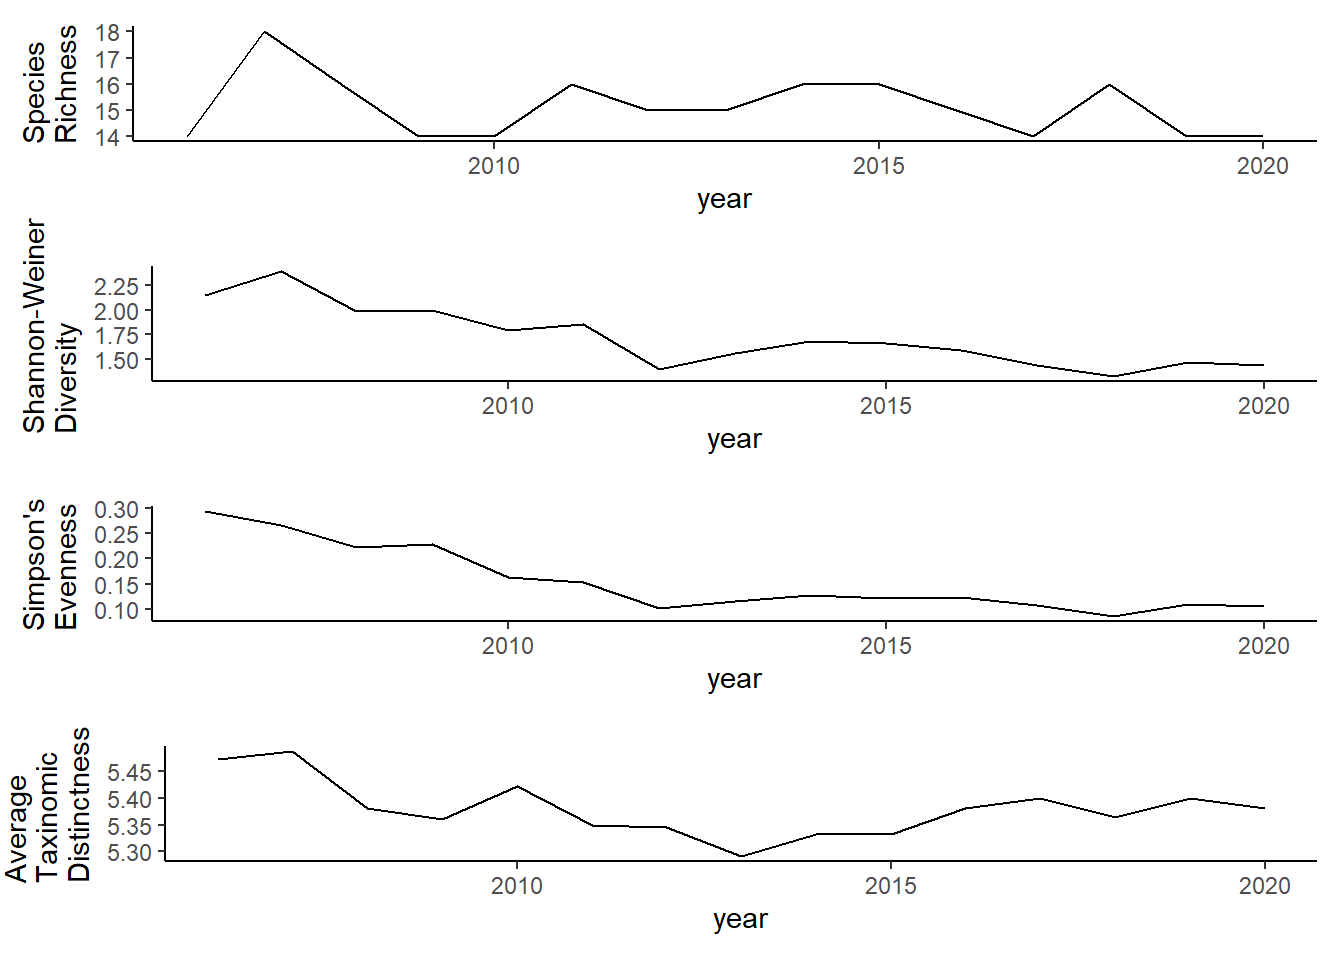 Species
Richness
18
17
16
15
14
2010
2015
2020
year
Shannon-Weiner
Diversity
2.25
2.00
1.75
1.50
2010
2015
2020
year
Simpson's
Evenness
0.30
0.25
0.20
0.15
0.10
2010
2015
2020
year
Average
Taxinomic
Distinctness
5.45
5.40
5.35
5.30
2010
2015
2020
year